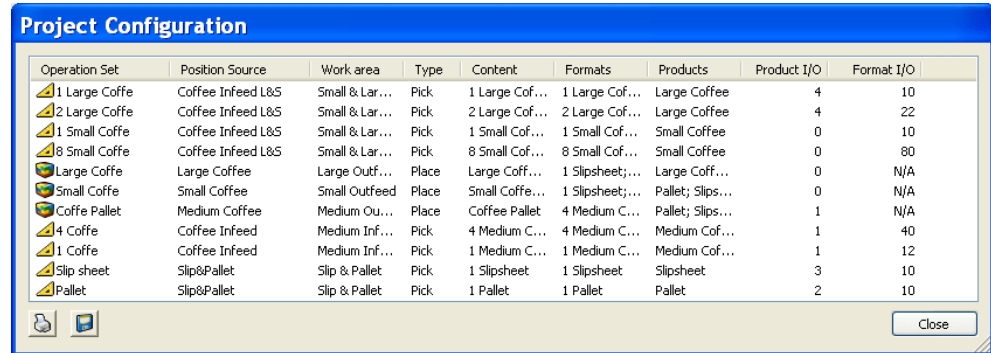 Project Configuration
Operation Set Position Source Work area Type Content Formats Products Product I/O Format I/O
1 Large Coffe Coffee Infeed L&S Small & Lar... Pick 1 Large Cof... 1 Large Cof... Large Coffee 4 10
2 Large Coffe Coffee Infeed L&S Small & Lar... Pick 2 Large Cof... 2 Large Cof... Large Coffee 4 22
1 Small Coffe Coffee Infeed L&S Small & Lar... Pick 1 Small Cof... 1 Small Cof... Small Coffee 0 10
8 Small Coffe Coffee Infeed L&S Small & Lar... Pick 8 Small Cof... 8 Small Cof... Small Coffee 0 80
Large Coffe Large Coffee Large Outf... Place Large Coff... 1 Slipsheet;... Large Coff... 0 N/A
Small Coffe Small Coffee Small Outfeed Place Small Coffe... 1 Slipsheet;... Pallet; Slips... 0 N/A
Coffe Pallet Medium Coffee Medium Ou... Place Coffee Pallet 4 Medium C... Pallet; Slips... 1 N/A
4 Coffe Coffee Infeed Medium Inf... Pick 4 Medium C... 4 Medium C... Medium Cof... 1 40
1 Coffe Coffee Infeed Medium Inf... Pick 1 Medium C... 1 Medium C... Medium Cof... 1 12
Slip sheet Slip&Pallet Slip & Pallet Pick 1 Slipsheet 1 Slipsheet Slipsheet 3 10
Pallet Slip&Pallet Slip & Pallet Pick 1 Pallet 1 Pallet Pallet 2 10
Close